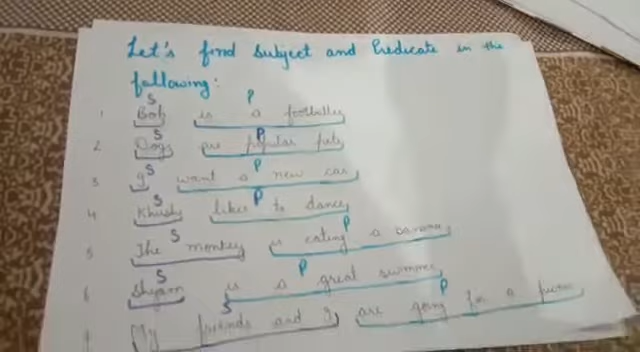 Let's find Subject and Predicate in the
following:
S P
1 Bob is a footballer
S P
2 Dogs are popular pets
S P
3 I want a new car
S P
4 Khushi likes to dance
S P
5 The monkey is eating a banana
S P
6 Shyam is a great swimmer
S P
My friends and I are going for a picnic